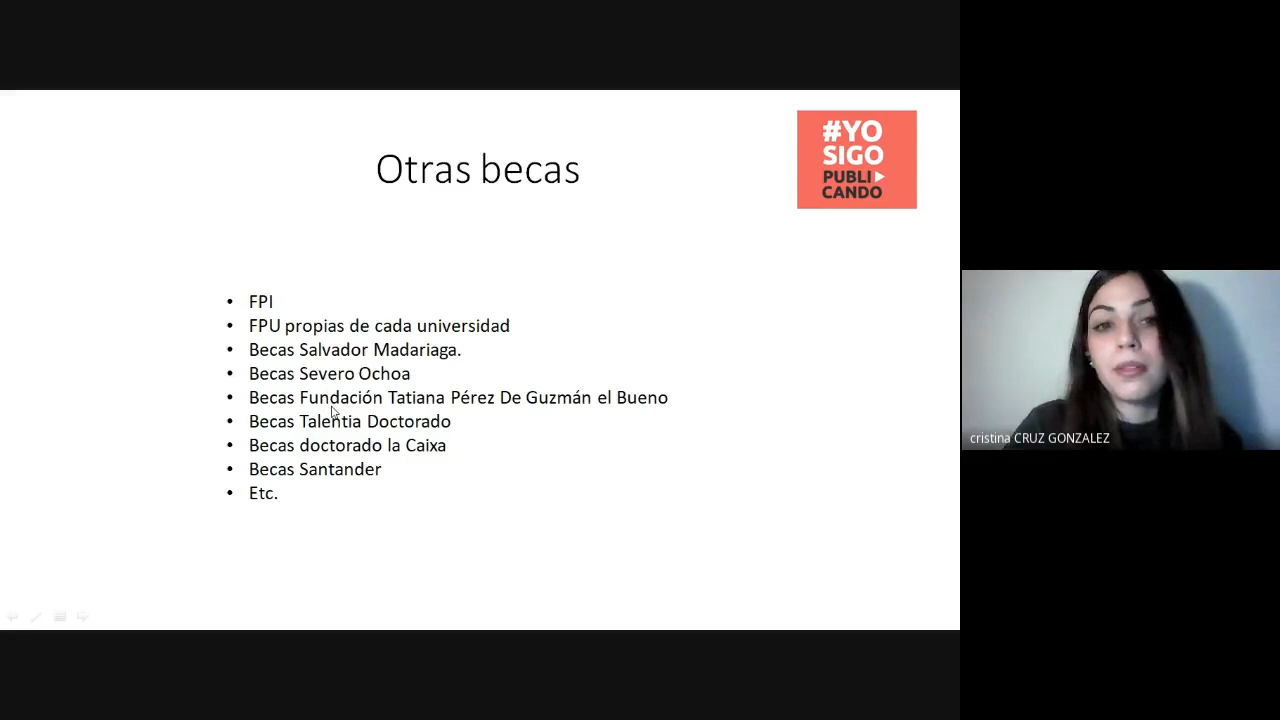 #YO
SIGO
PUBLI
CANDO
Otras becas
• FPI
• FPU propias de cada universidad
• Becas Salvador Madariaga.
• Becas Severo Ochoa
• Becas Fundación Tatiana Pérez De Guzmán el Bueno
• Becas Talentia Doctorado
• Becas doctorado la Caixa
• Becas Santander
• Etc.
cristina CRUZ GONZALEZ